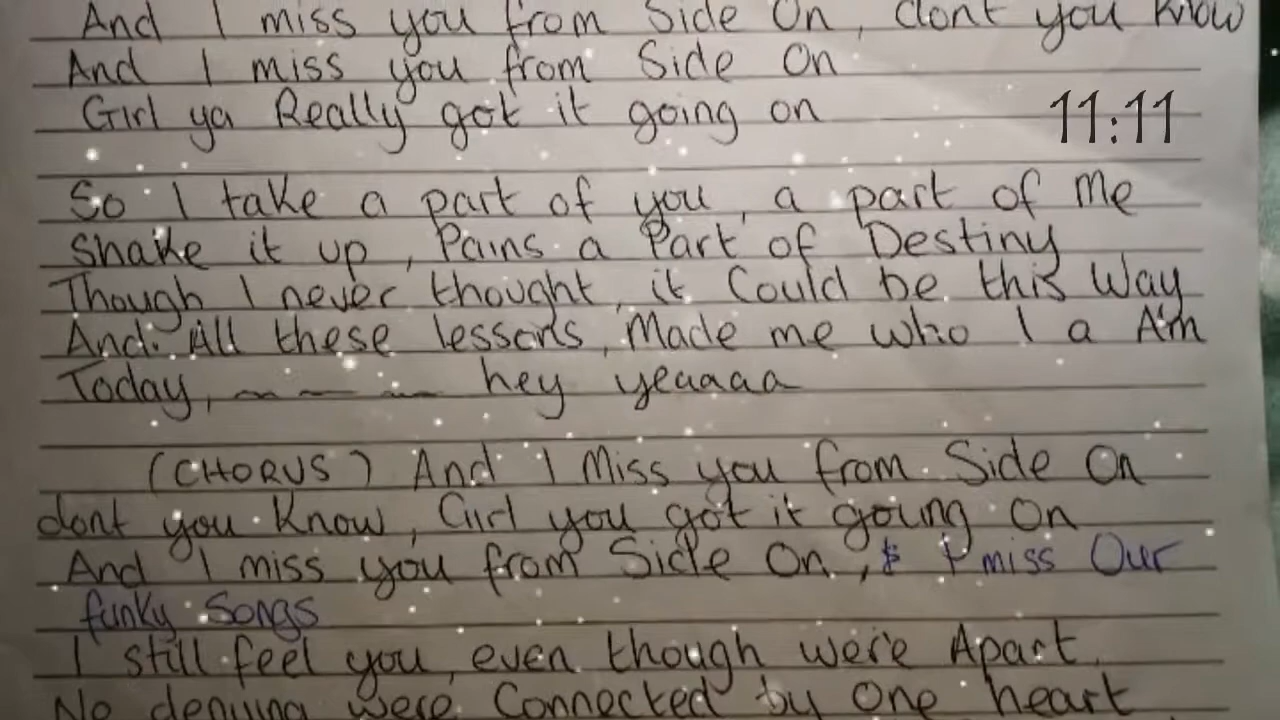 And I miss you from Side On, dont you Know
And I miss you from Side On
Girl ya Really got it going on
11:11
So I take a part of you, a part of Me
Shake it up, Pains a Part of Destiny
Though I never thought, it Could be this Way
And All these lessons, Made me who I a Am
Today, ~ ~ ~ hey yeaaaa
(CHORUS) And I Miss you from Side On
dont you Know, Girl you got it going On
And I miss you from Side On, & I miss Our
funky Songs
I still feel you, even though we're Apart.
No denying were Connected by One heart